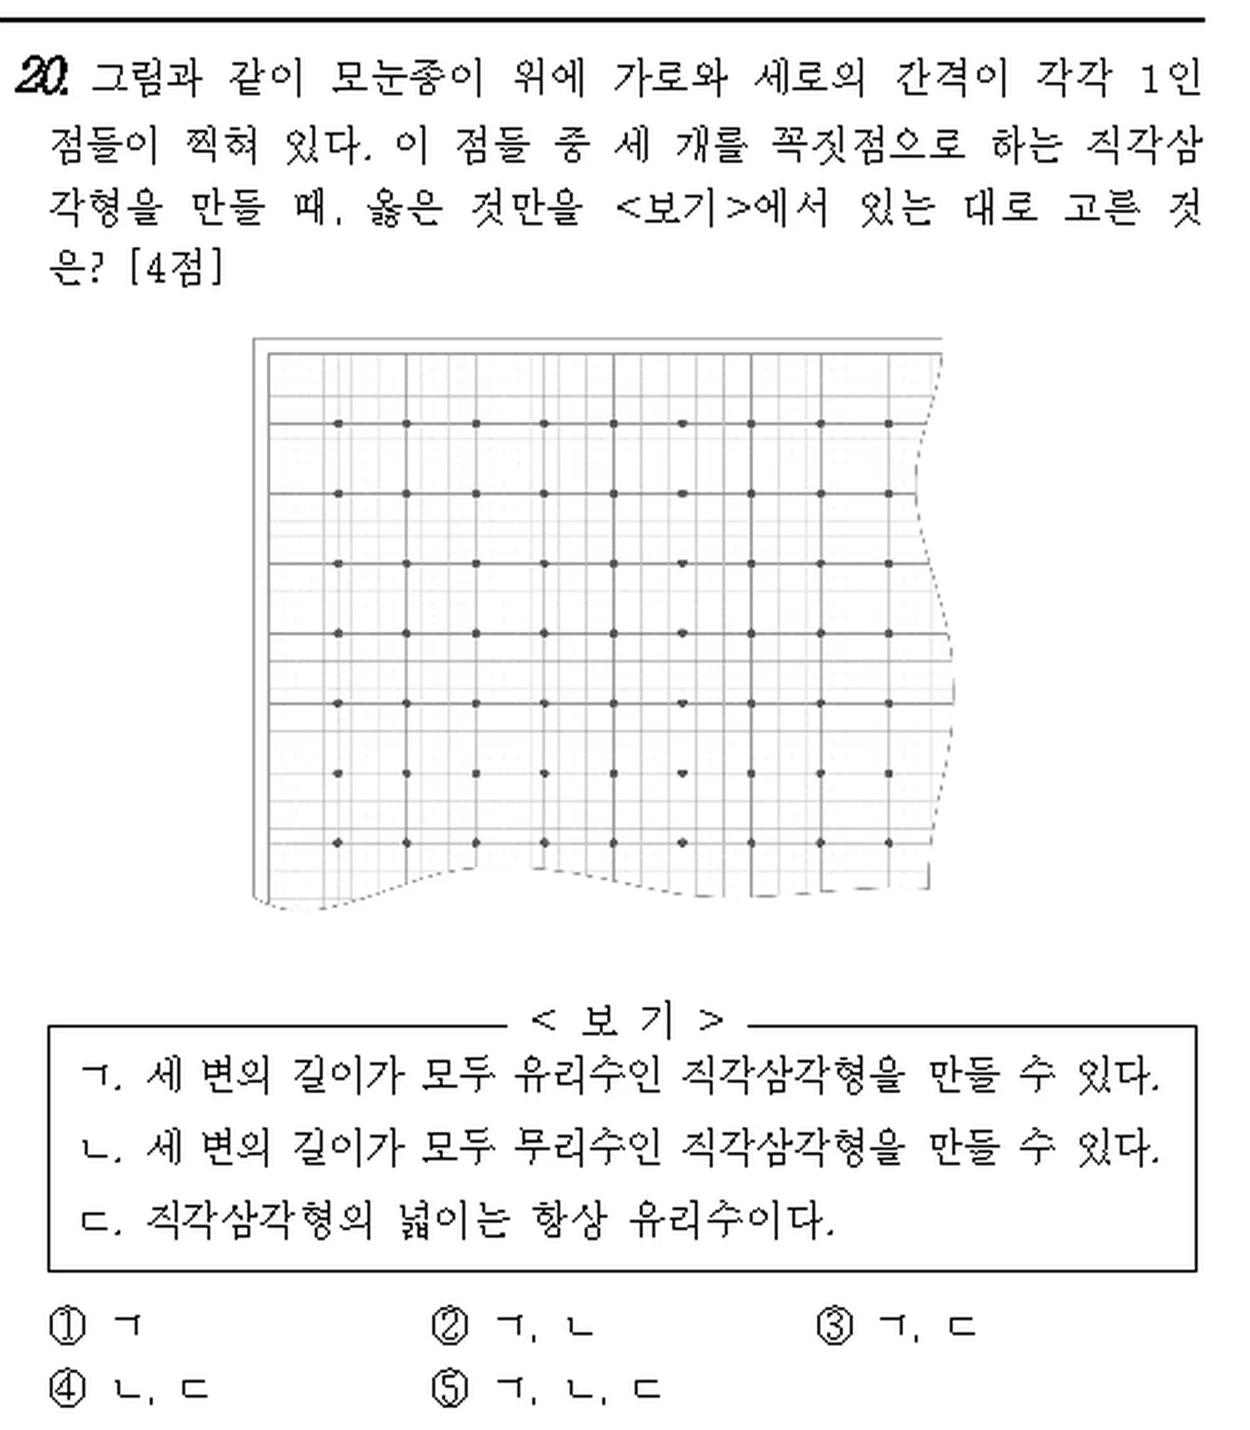 20. 그림과 같이 모눈종이 위에 가로와 세로의 간격이 각각 1인
점들이 찍혀 있다. 이 점들 중 세 개를 꼭짓점으로 하는 직각삼
각형을 만들 때, 옳은 것만을 <보기>에서 있는 대로 고른 것
은? [4점]
< 보 기 >
ㄱ. 세 변의 길이가 모두 유리수인 직각삼각형을 만들 수 있다.
ㄴ. 세 변의 길이가 모두 무리수인 직각삼각형을 만들 수 있다.
ㄷ. 직각삼각형의 넓이는 항상 유리수이다.
① ㄱ ② ㄱ, ㄴ ③ ㄱ, ㄷ
④ ㄴ, ㄷ ⑤ ㄱ, ㄴ, ㄷ